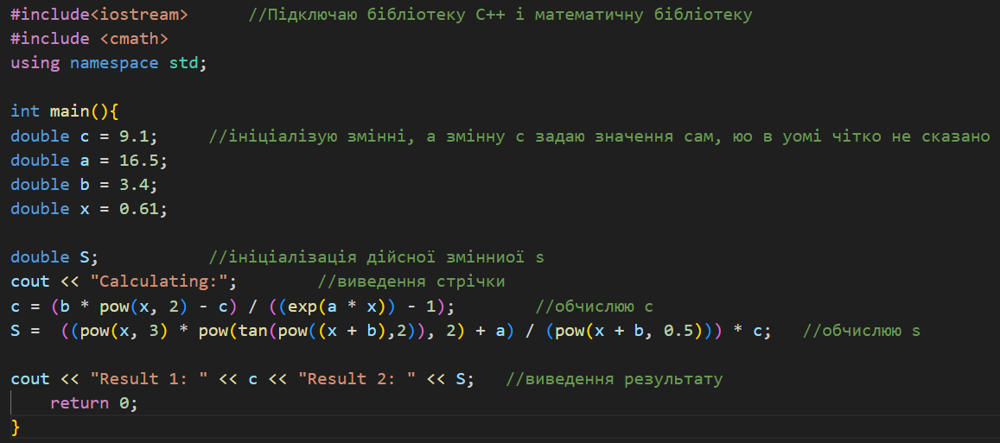 #include<iostream>      //Підключаю бібліотеку C++ і математичну бібліотеку
#include <cmath>
using namespace std;
int main(){
double c = 9.1;     //ініціалізую змінні, а змінну с задаю значення сам, юо в уомі чітко не сказано
double a = 16.5;
double b = 3.4;
double x = 0.61;
double S;           //ініціалізація дійсної змінниої s
cout << "Calculating:";        //виведення стрічки
c = (b * pow(x, 2) - c) / ((exp(a * x)) - 1);        //обчислюю c
S =  ((pow(x, 3) * pow(tan(pow((x + b),2)), 2) + a) / (pow(x + b, 0.5))) * c;   //обчислюю s
cout << "Result 1: " << c << "Result 2: " << S;   //виведення результату
    return 0;
}